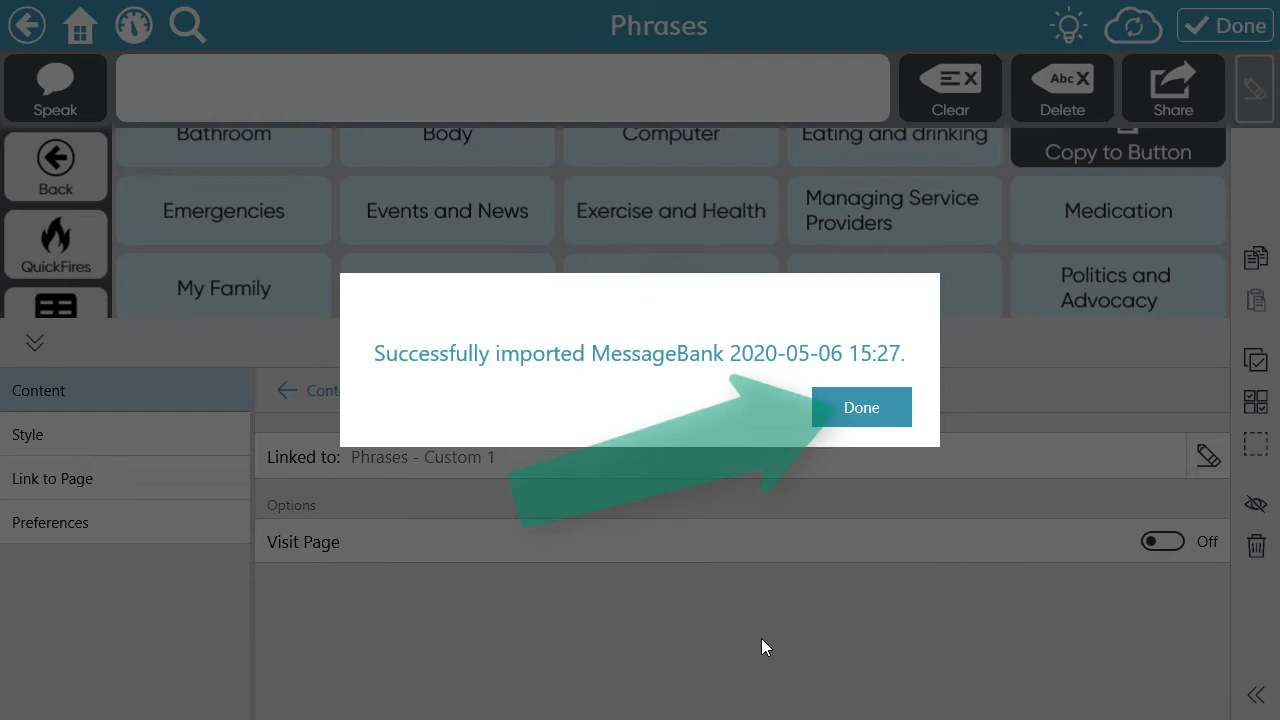 Phrases
Done
Speak
Clear
Abc X
Delete
Share
Back
QuickFires
Bathroom
Body
Computer
Eating and drinking
Copy to Button
Emergencies
Events and News
Exercise and Health
Managing Service
Providers
Medication
My Family
Politics and
Advocacy
Successfully imported MessageBank 2020-05-06 15:27.
Done
Content
Style
Link to Page
Preferences
Conte
Linked to: Phrases - Custom 1
Options
Visit Page
Off